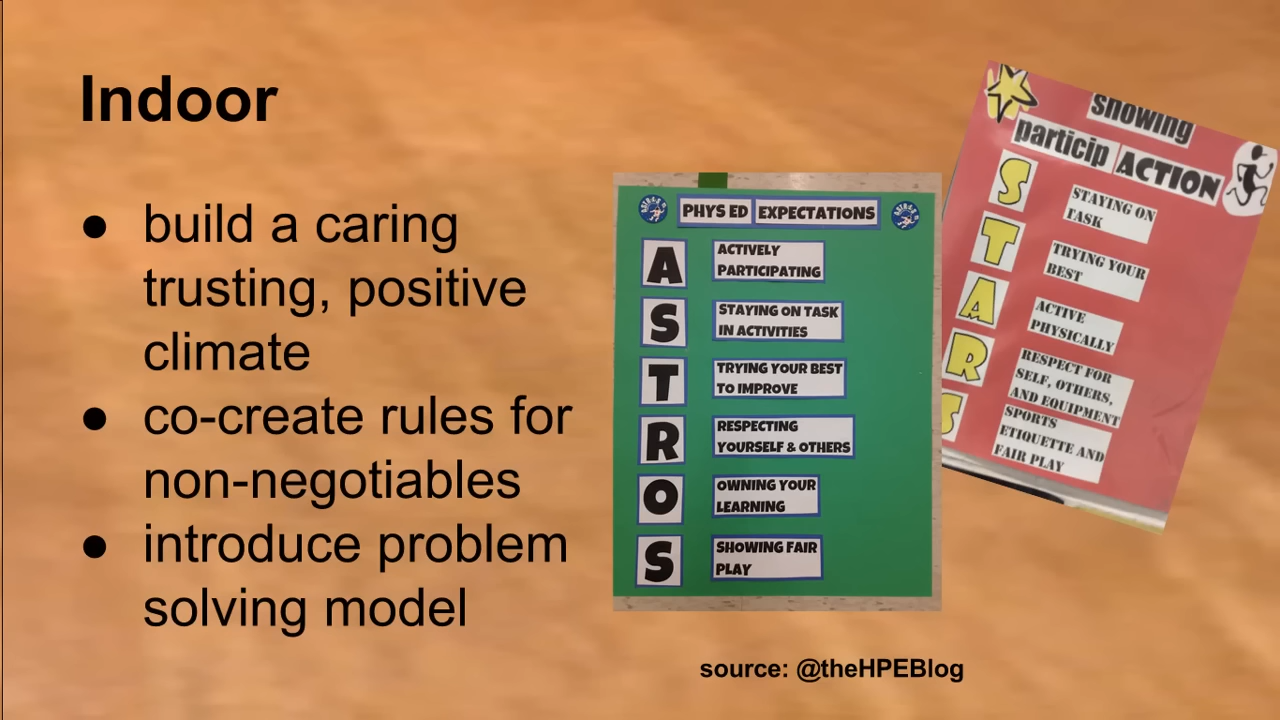 Indoor
● build a caring
trusting, positive
climate
● co-create rules for
non-negotiables
● introduce problem
solving model
PHYS ED EXPECTATIONS
A ACTIVELY
PARTICIPATING
S STAYING ON TASK
IN ACTIVITIES
T TRYING YOUR BEST
TO IMPROVE
R RESPECTING
YOURSELF & OTHERS
O OWNING YOUR
LEARNING
S SHOWING FAIR
PLAY
showing
particip ACTION
S STAYING ON
TASK
T TRYING YOUR
BEST
A ACTIVE
PHYSICALLY
R RESPECT FOR
SELF, OTHERS,
AND EQUIPMENT
S SPORTS
ETIQUETTE AND
FAIR PLAY
source: @theHPEBlog